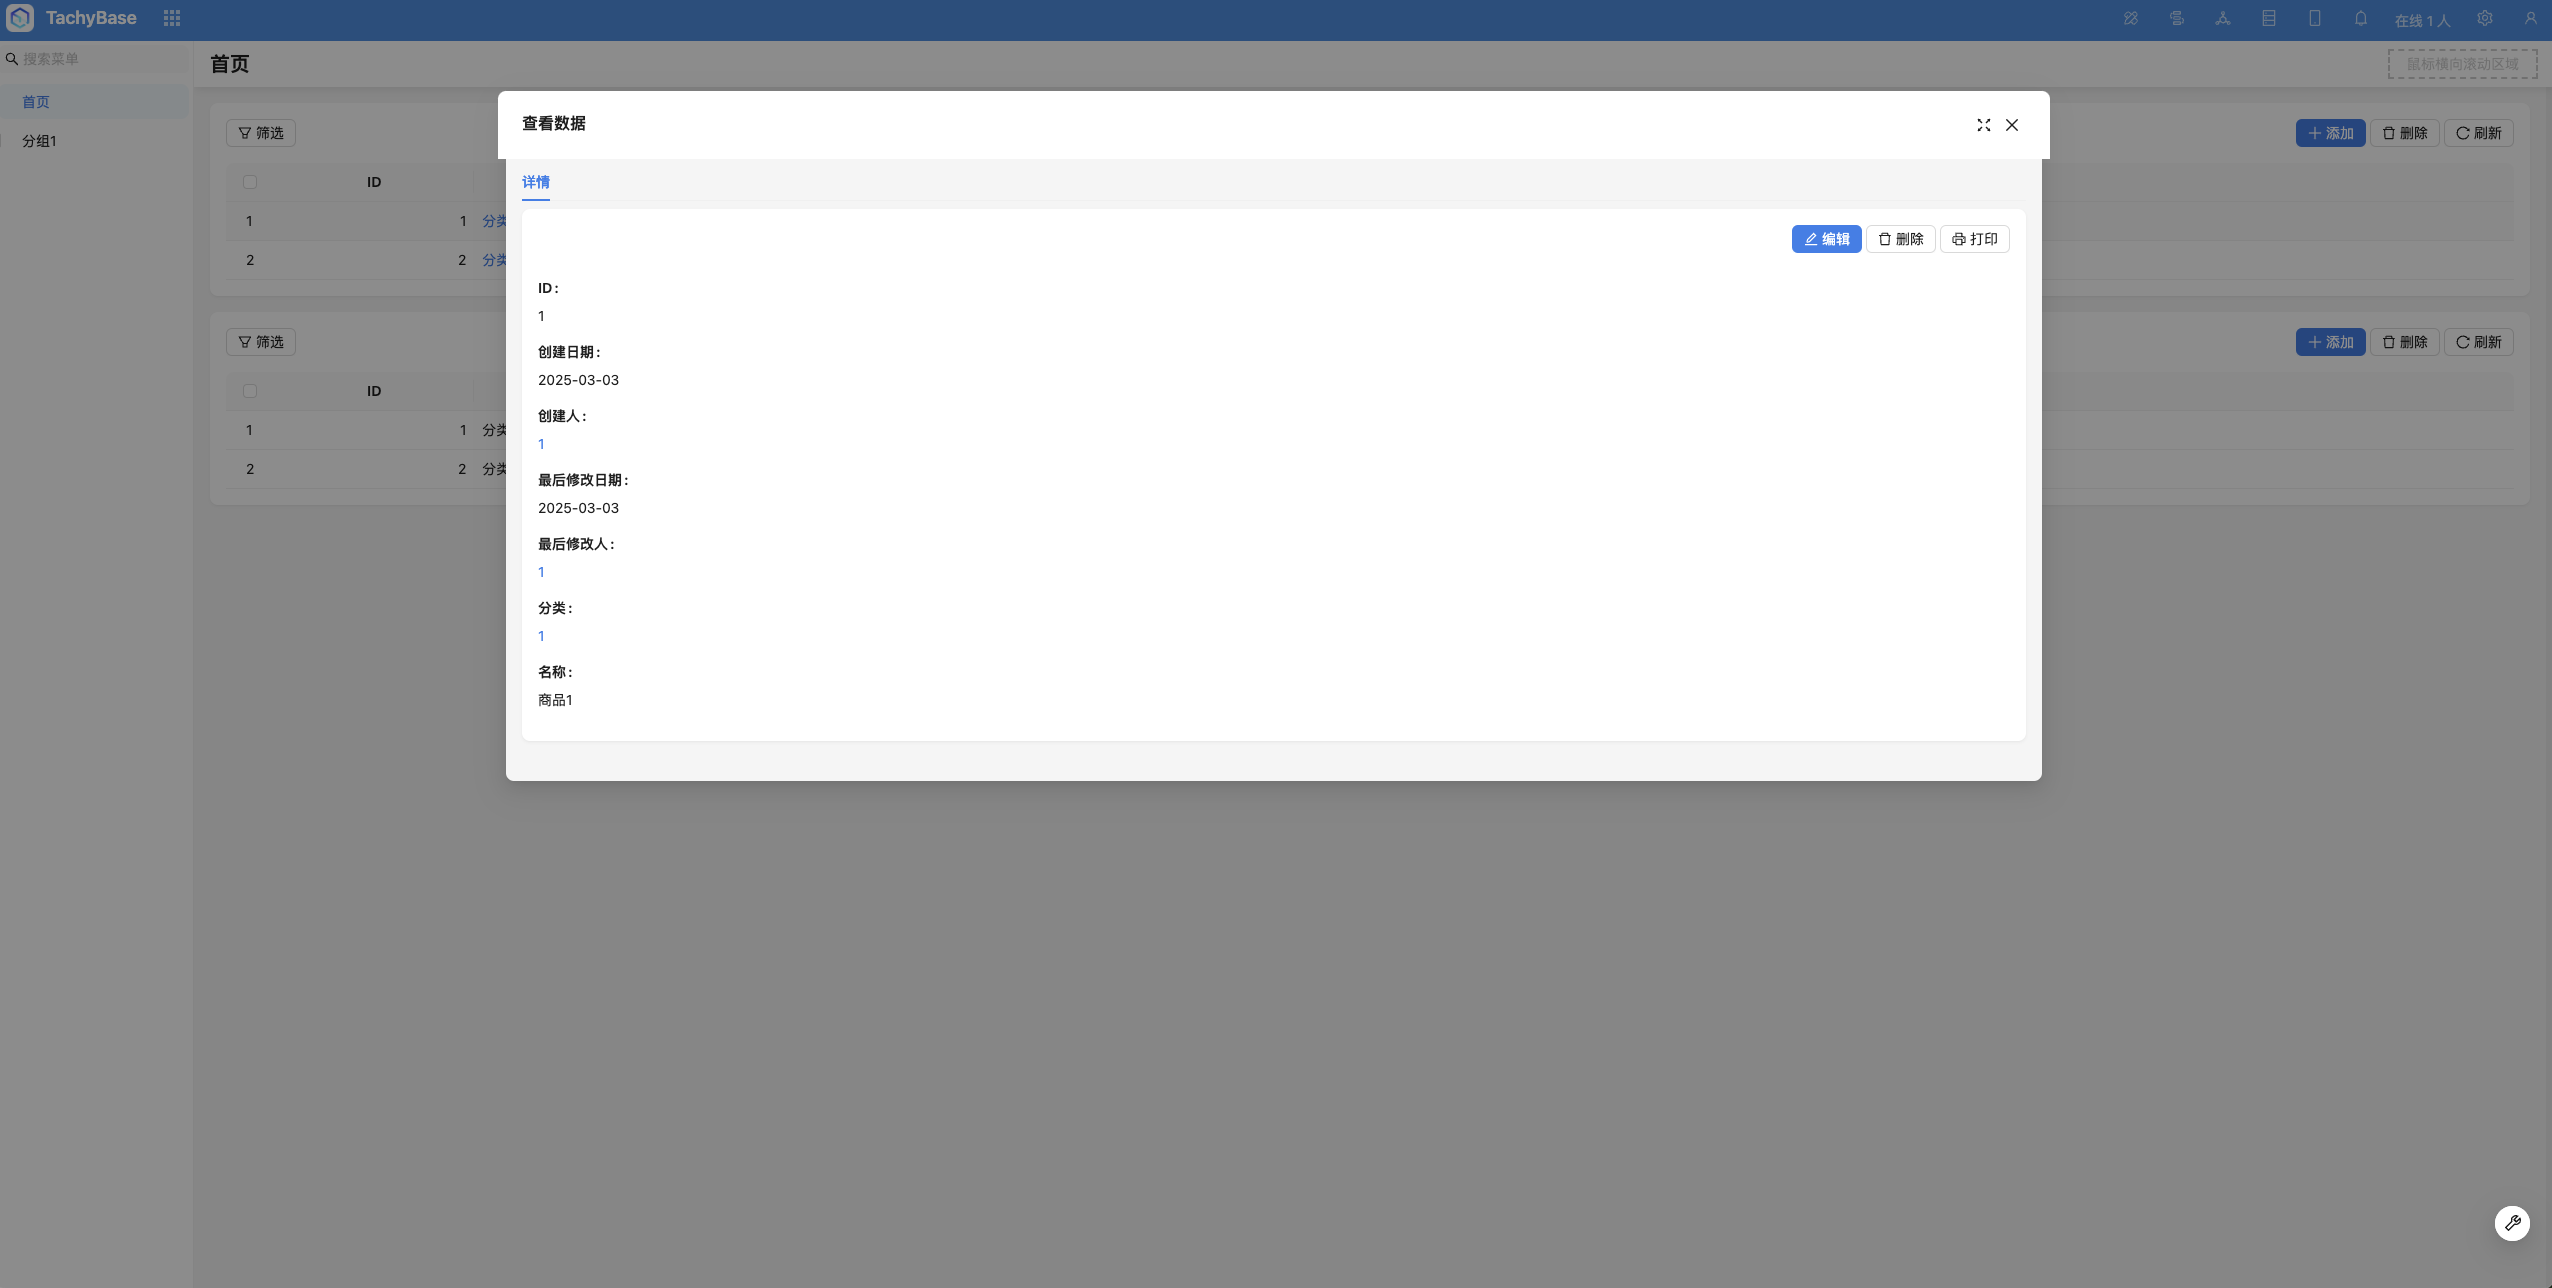 TachyBase
在线 1 人
搜索菜单
首页
分组1
首页
鼠标横向滚动区域
筛选
添加 删除 刷新
ID
1 1 分类
2 2 分类
筛选
添加 删除 刷新
ID
1 1 分类
2 2 分类
查看数据
详情
编辑 删除 打印
ID :
1
创建日期 :
2025-03-03
创建人 :
1
最后修改日期 :
2025-03-03
最后修改人 :
1
分类 :
1
名称 :
商品1